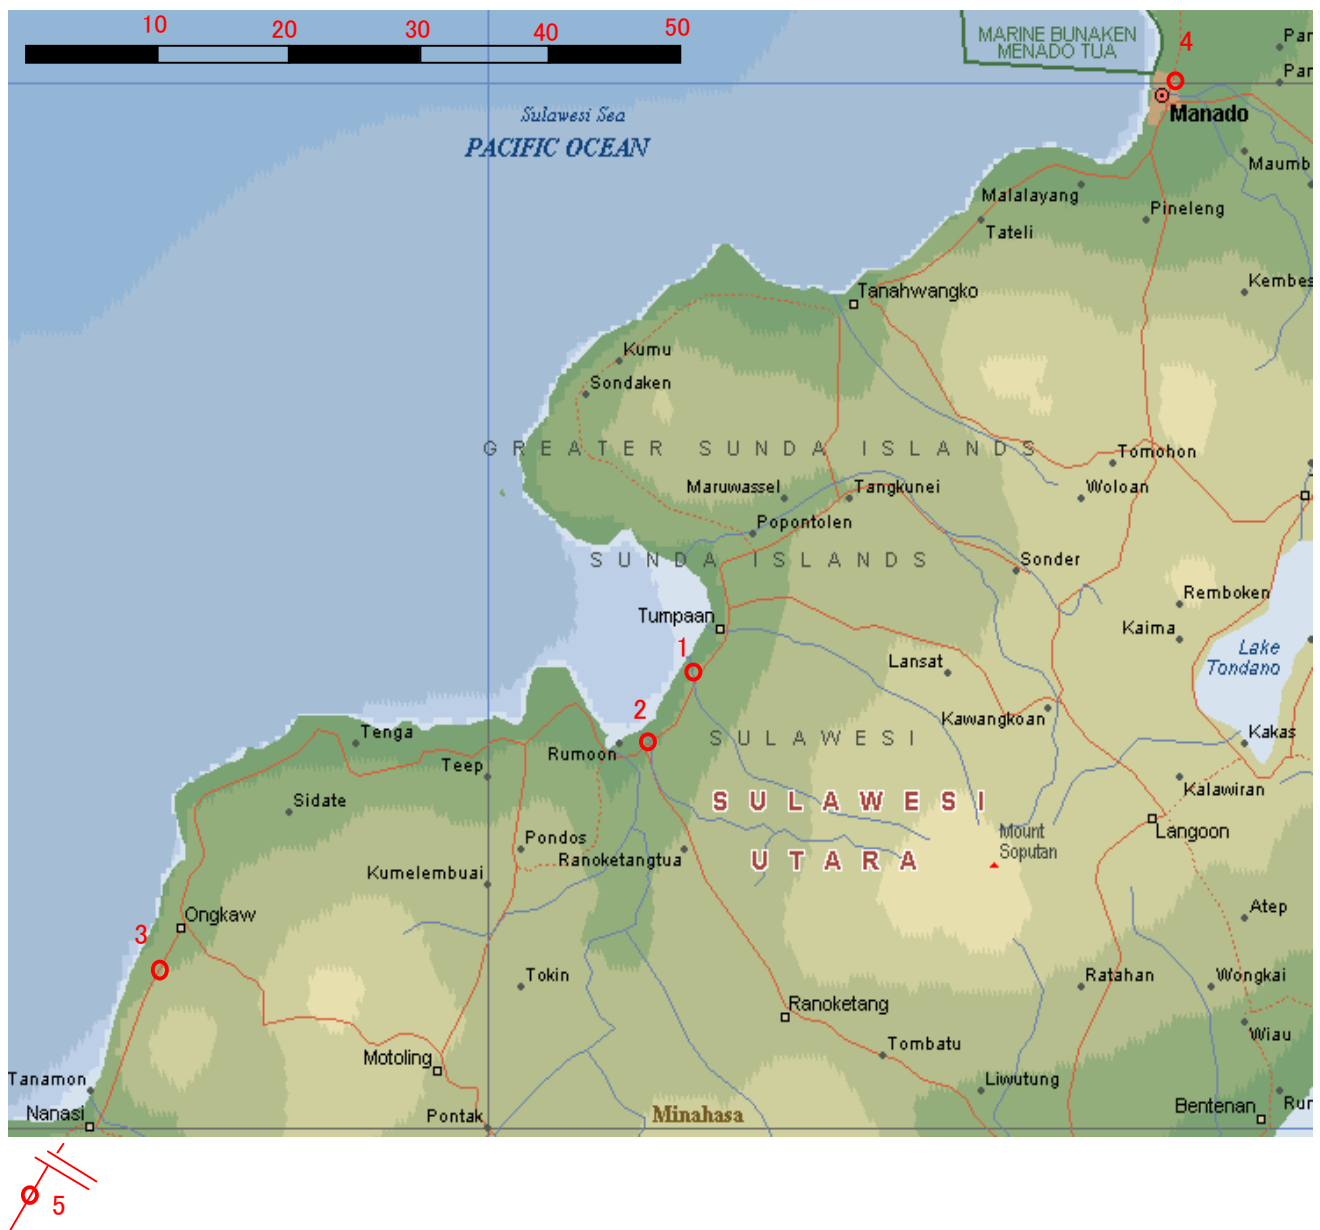 10 20 30 40 50
MARINE BUNAKEN
MENADO TUA
4
Par
Par
Sulawesi Sea
PACIFIC OCEAN
Manado
Maumb
Malalayang
Pineleng
Tateli
Kembes
Tanahwangko
Kumu
Sondaken
GREATER SUNDA ISLANDS
Tomohon
Maruwassel
Tangkunei
Woloan
Popontolen
SUNDA ISLANDS
Sonder
Remboken
Tumpaan
Kaima
1
Lake
Tondano
Lansat
2
Kawangkoan
SULAWESI
Kakas
Tenga
Rumoon
Teep
Kalawiran
Sidate
SULAWESI
UTARA
Mount
Soputan
Langoon
Pondos
Ranoketangtua
Kumelembuai
Atep
Ongkaw
3
Tokin
Ratahan
Wongkai
Ranoketang
Wiau
Motoling
Tombatu
Tanamon
Liwutung
Nanasi
Pontak
Minahasa
Bentenan
Rur
5